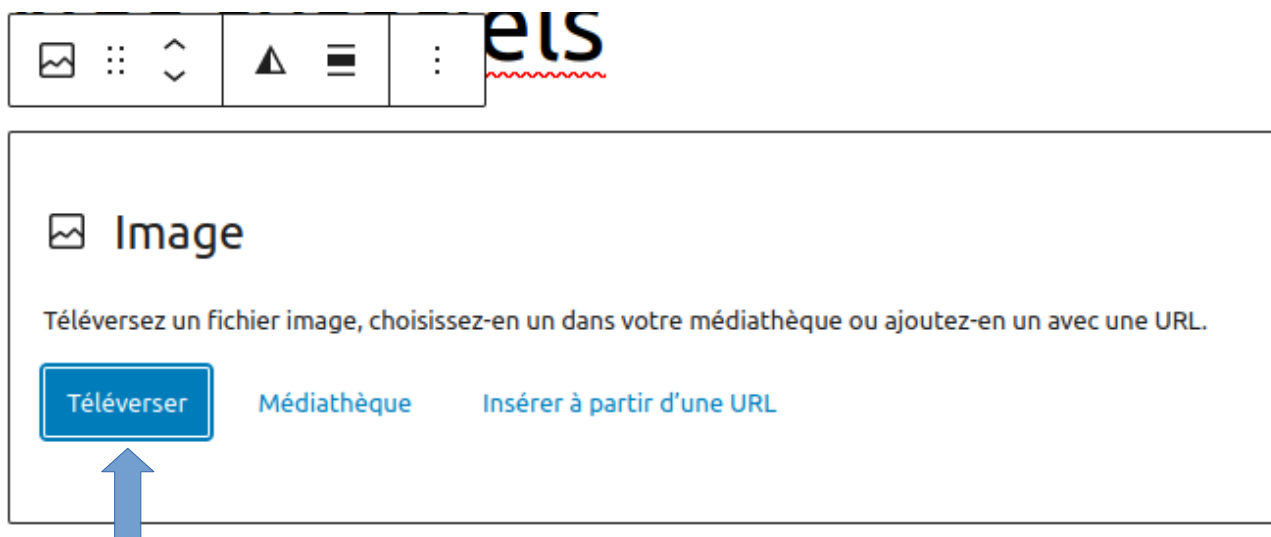 Image
Téléversez un fichier image, choisissez-en un dans votre médiathèque ou ajoutez-en un avec une URL.
Téléverser Médiathèque Insérer à partir d’une URL